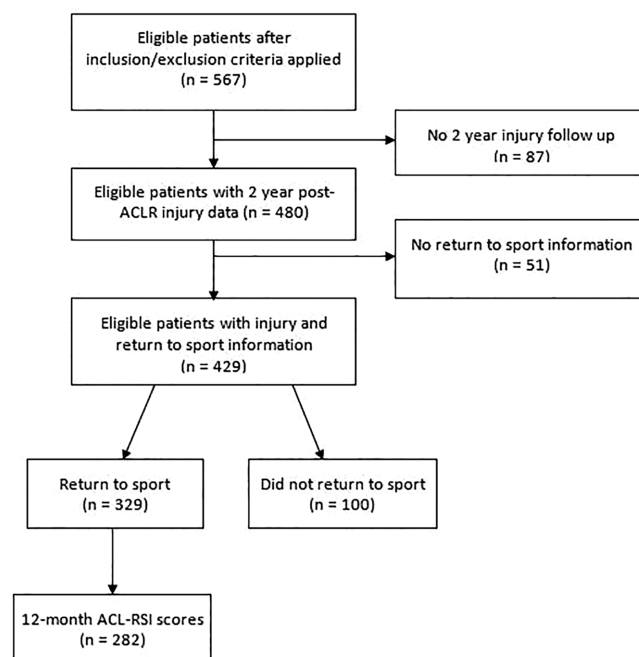 Eligible patients after
inclusion/exclusion criteria applied
(n = 567)
No 2 year injury follow up
(n = 87)
Eligible patients with 2 year post-
ACLR injury data (n = 480)
No return to sport information
(n = 51)
Eligible patients with injury and
return to sport information
(n = 429)
Return to sport
(n = 329)
Did not return to sport
(n = 100)
12-month ACL-RSI scores
(n = 282)